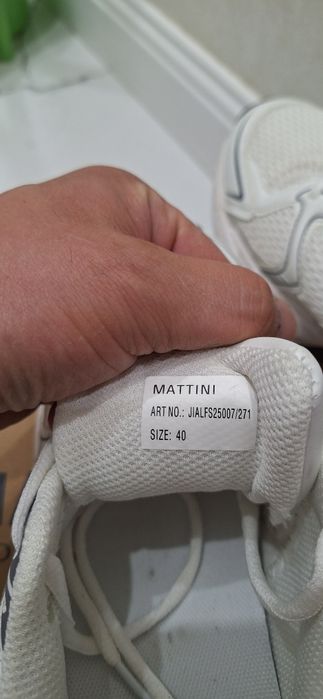 MATTINI
ART NO.: JIALFS25007/271
SIZE: 40